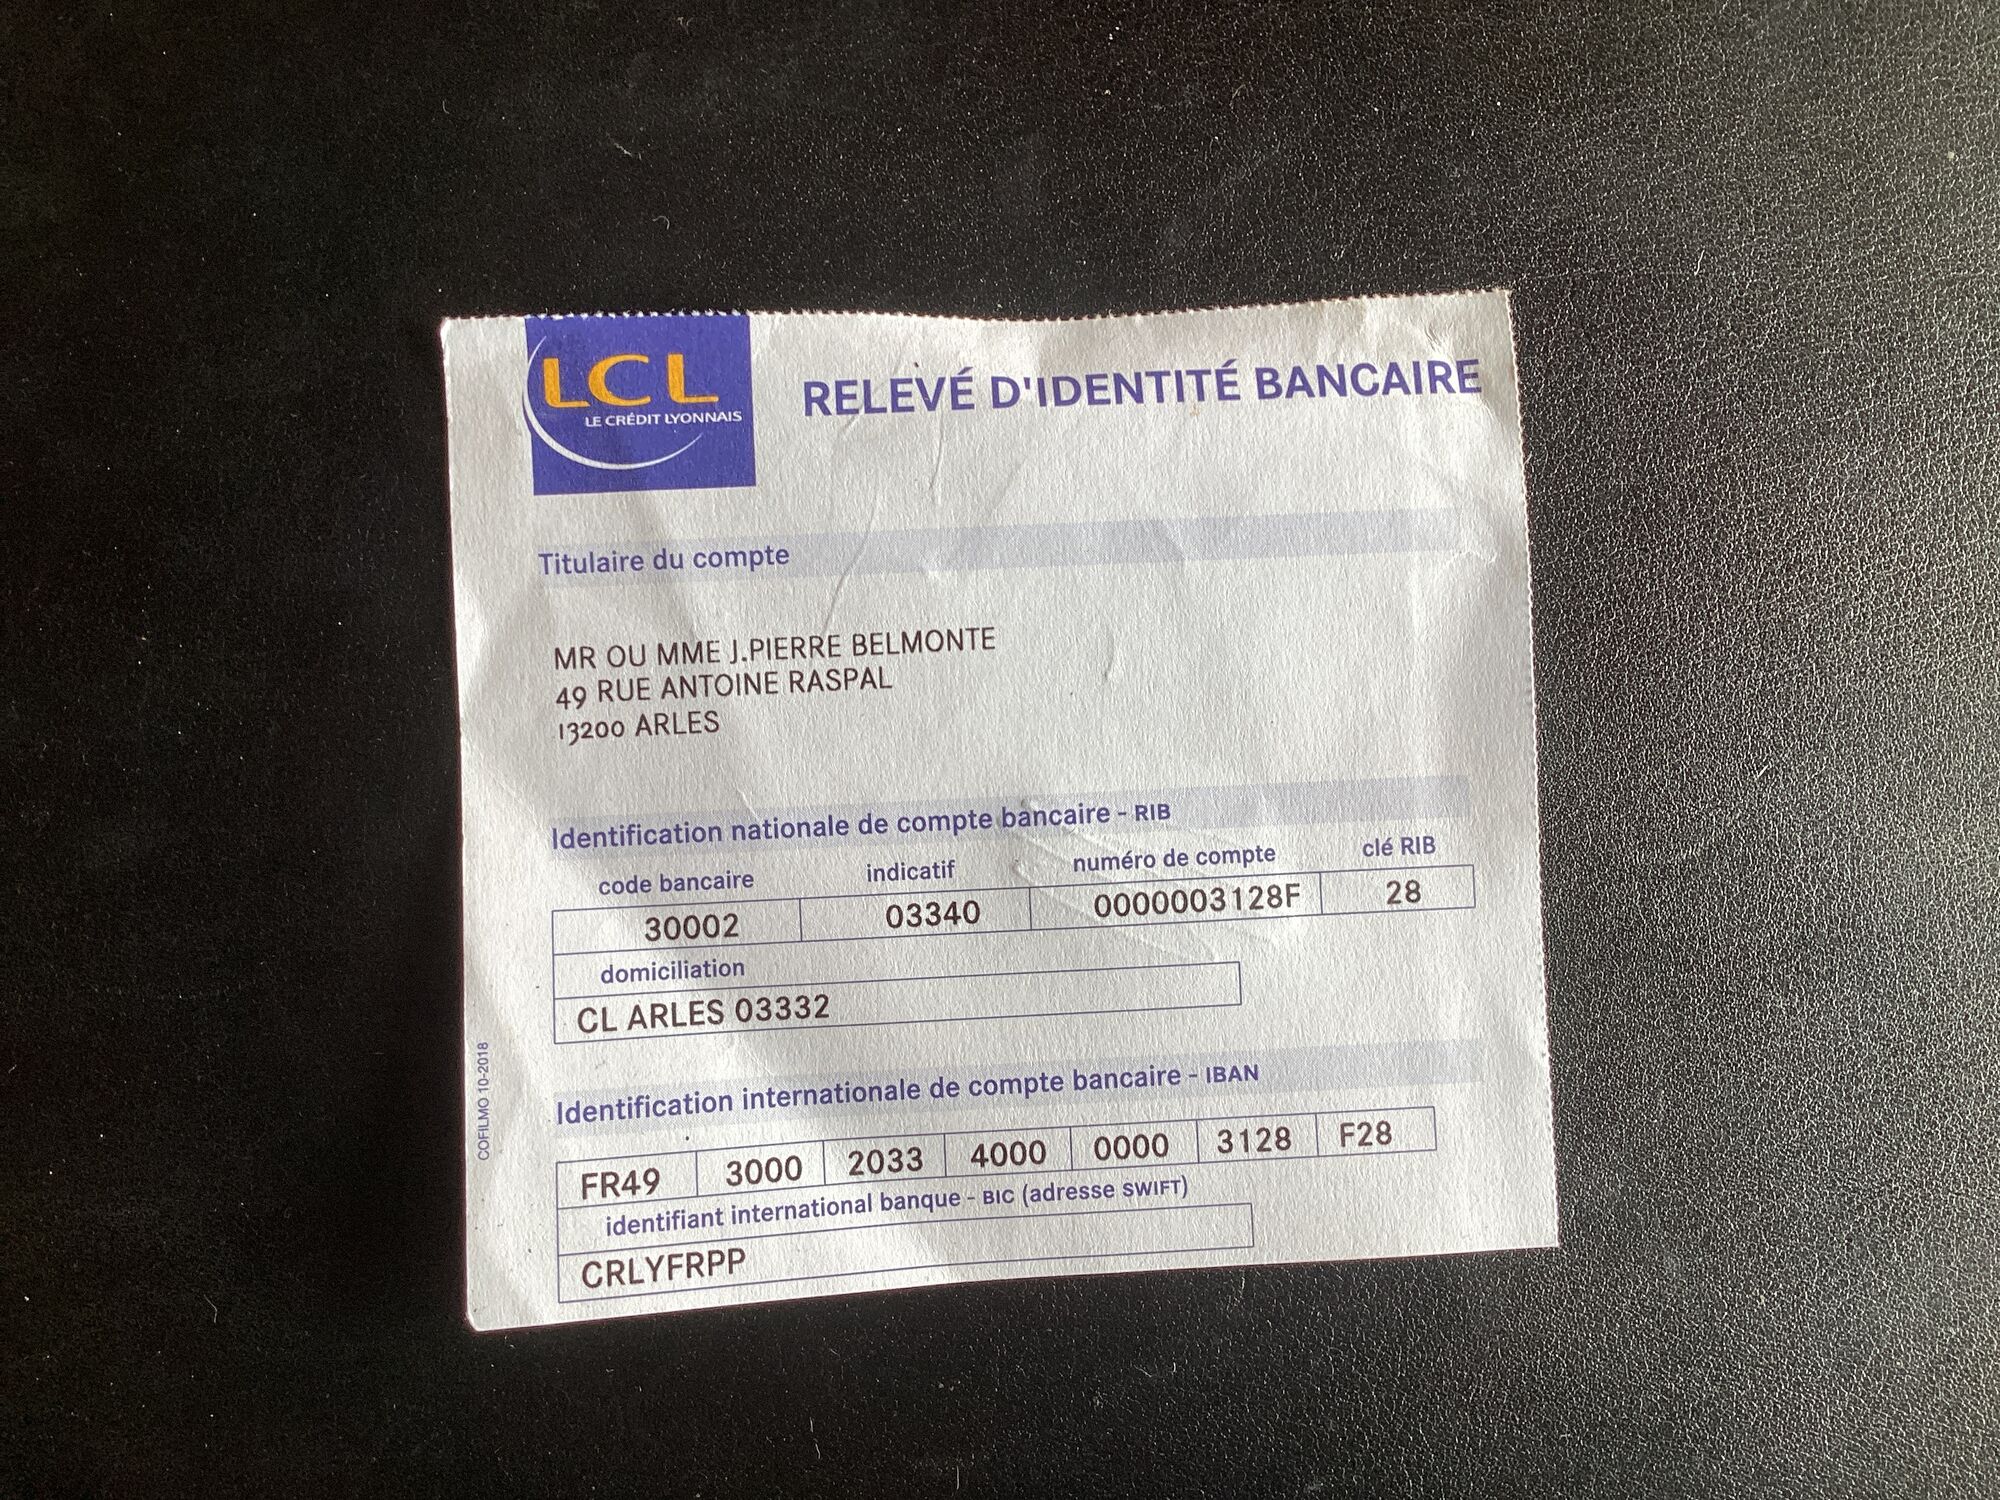 LCL
LE CRÉDIT LYONNAIS
RELEVÉ D'IDENTITÉ BANCAIRE
Titulaire du compte
MR OU MME J.PIERRE BELMONTE
49 RUE ANTOINE RASPAL
13200 ARLES
Identification nationale de compte bancaire - RIB
code bancaire indicatif numéro de compte clé RIB
30002 03340 0000003128F 28
domiciliation
CL ARLES 03332
Identification internationale de compte bancaire - IBAN
FR49 3000 2033 4000 0000 3128 F28
identifiant international banque - BIC (adresse SWIFT)
CRLYFRPP
COFILMO 10-2018